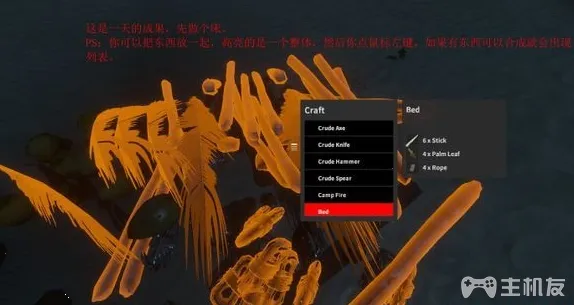 这是一天的成果，先做个床。
PS：你可以把东西放一起，高亮的是一个整体，然后你点鼠标左键，如果有东西可以合成就会出现
列表。
Craft
Crude Axe
Crude Knife
Crude Hammer
Crude Spear
Camp Fire
Bed
Bed
6 x Stick
4 x Palm Leaf
4 x Rope
主机友